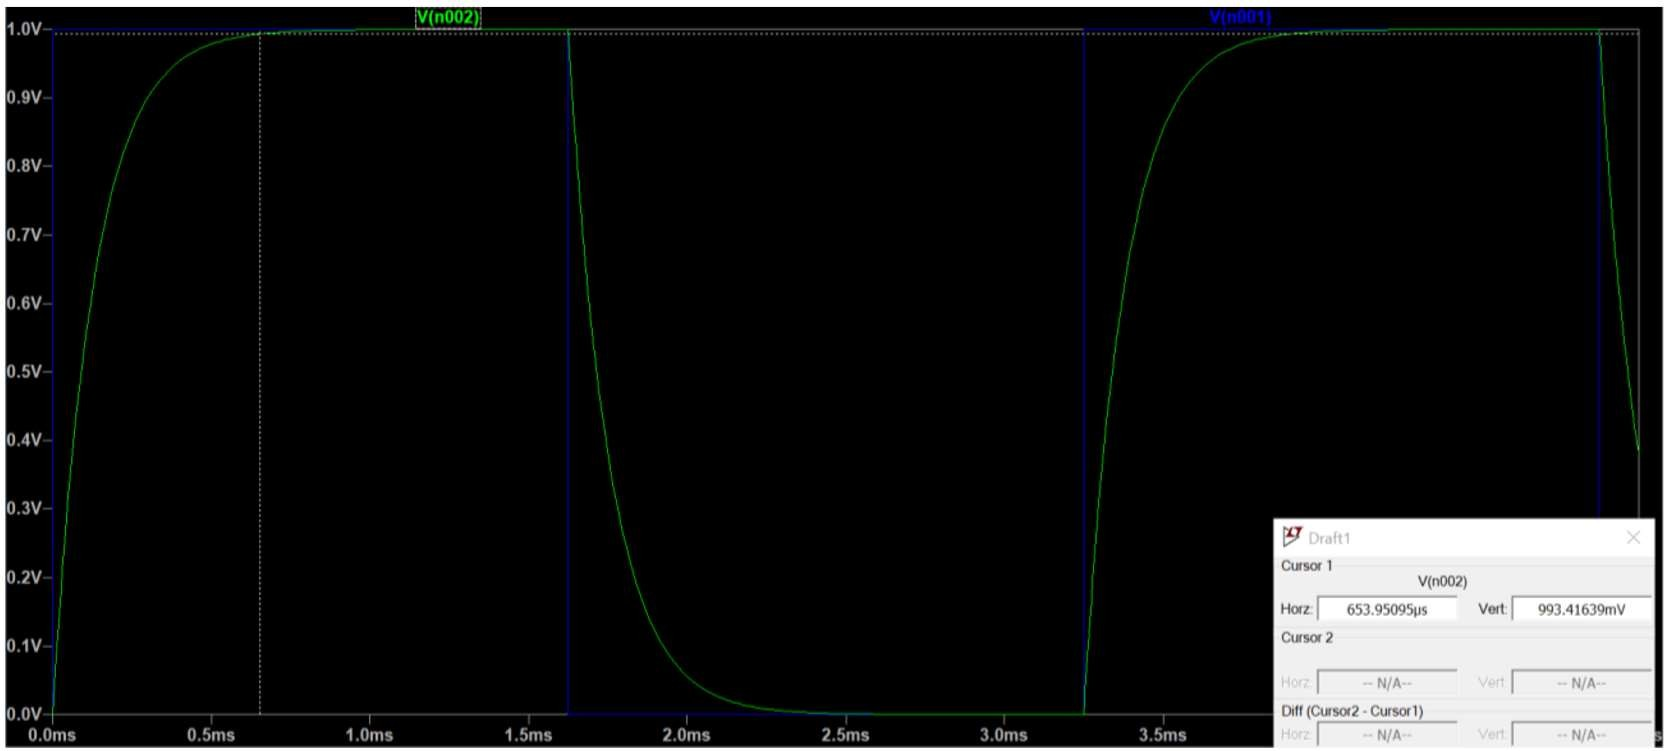 V(n002) V(n001)
1.0V
0.9V
0.8V
0.7V
0.6V
0.5V
0.4V
0.3V
0.2V
0.1V
0.0V
0.0ms 0.5ms 1.0ms 1.5ms 2.0ms 2.5ms 3.0ms 3.5ms s
Draft1
Cursor 1
V(n002)
Horz: 653.95095µs Vert: 993.41639mV
Cursor 2
Horz: -- N/A-- Vert: -- N/A--
Diff (Cursor2 - Cursor1)
Horz: -- N/A-- Vert: -- N/A--